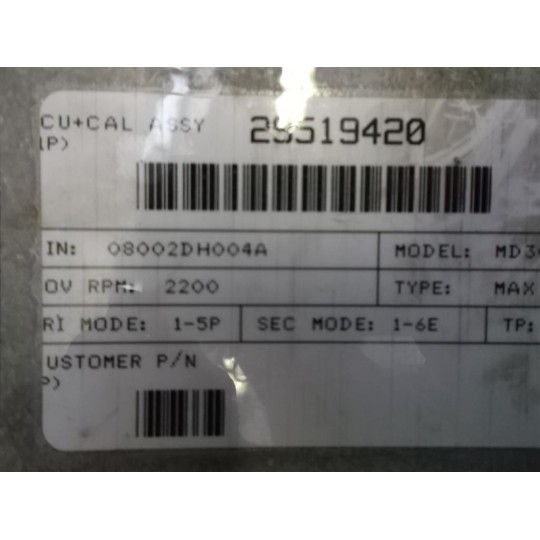 CU+CAL ASSY 29519420
1P)
IN: 08002DH004A MODEL: MD3
OV RPM: 2200 TYPE: MAX
RI MODE: 1-5P SEC MODE: 1-6E TP:
USTOMER P/N
P)